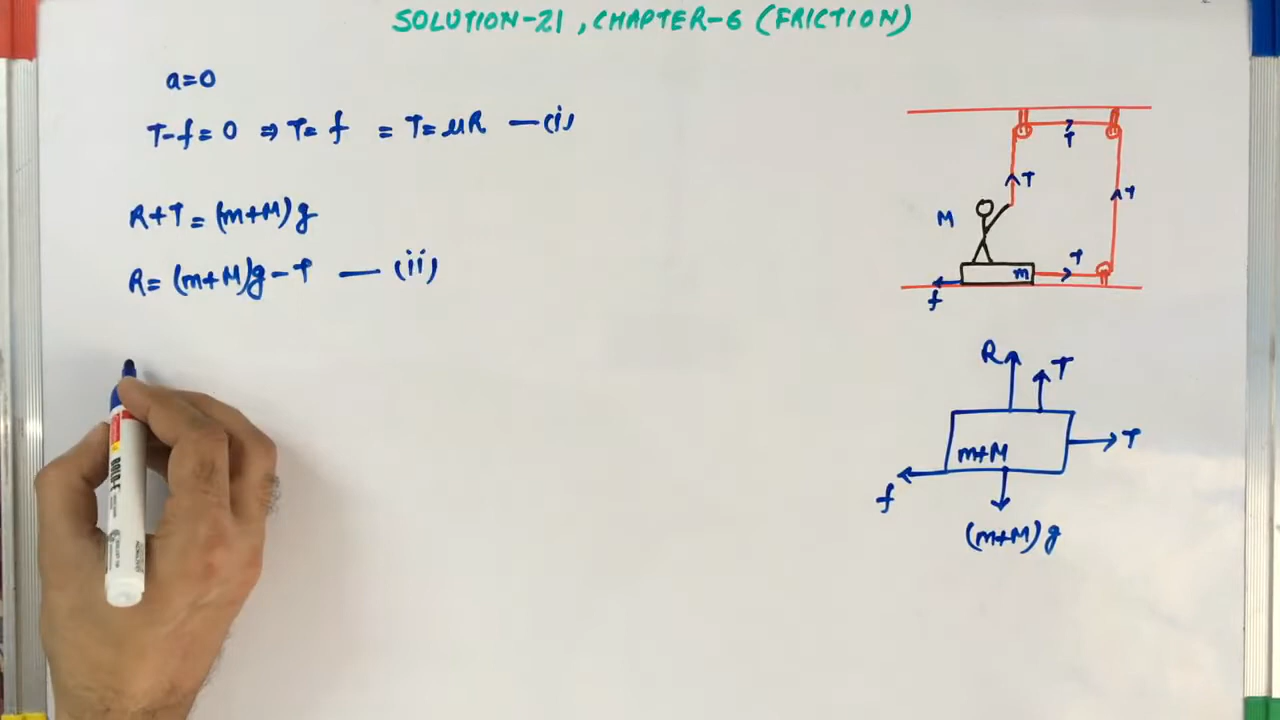 SOLUTION-21, CHAPTER-6 (FRICTION)
a=0
T-f=0 ⇒ T=f = T=μR —(i)
R+T=(m+M)g
R=(m+M)g-T — (ii)
T
T
T
M
m
T
f
R
T
m+M
T
f
(m+M)g